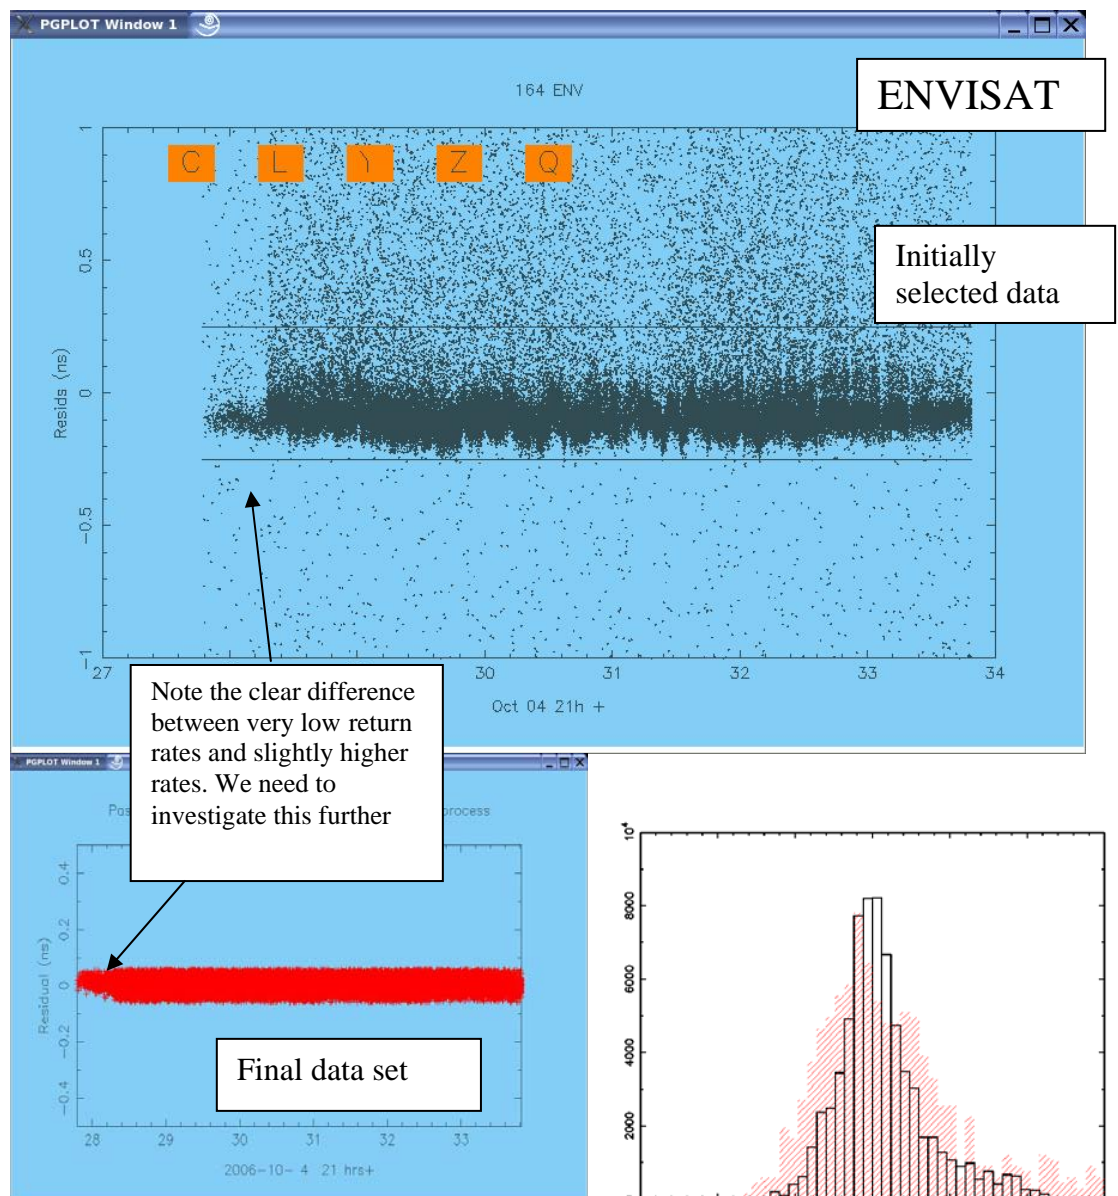 PGPLOT Window 1
164 ENV
ENVISAT
C L Y Z Q
Initially
selected data
1
0.5
0
−0.5
−1
Resids (ns)
27
30
31
32
33
34
Oct 04 21h +
Note the clear difference
between very low return
rates and slightly higher
rates. We need to
investigate this further
PGPLOT Window 1
Pos
process
0.4
0.2
0
−0.2
−0.4
Residual (ns)
Final data set
28
29
30
31
32
33
2006−10− 4 21 hrs+
10⁴
8000
6000
4000
2000